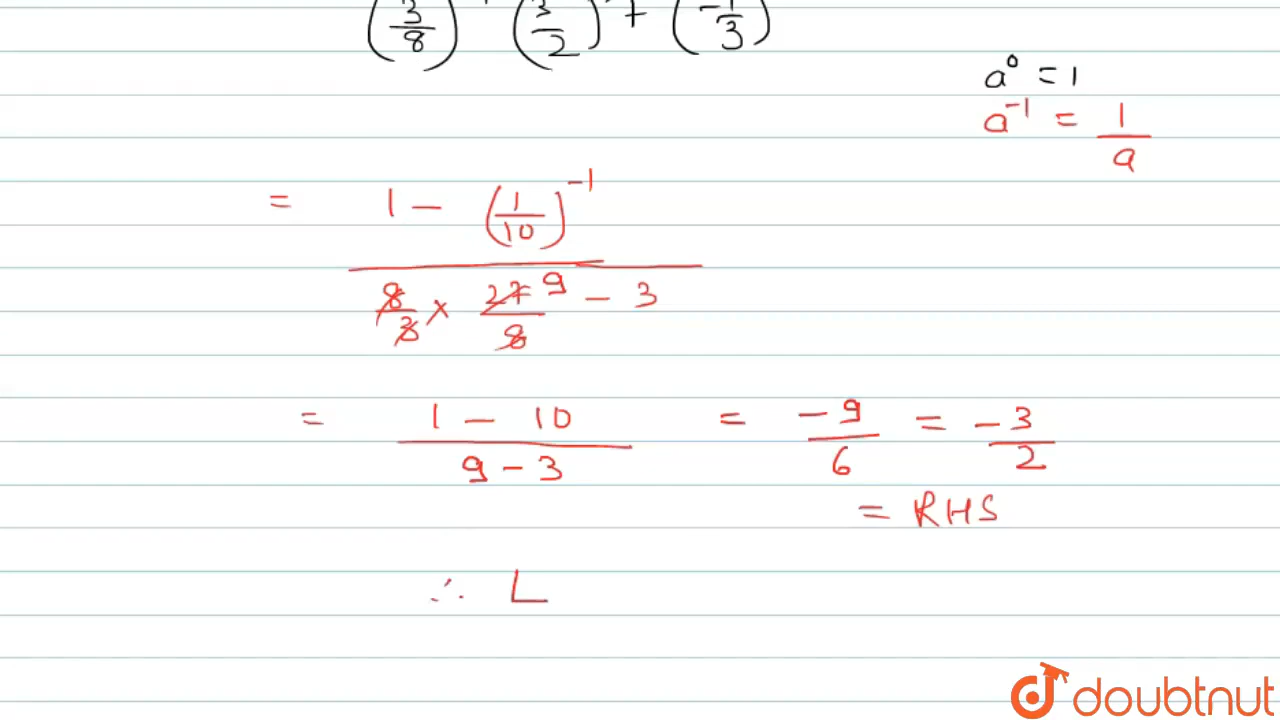 (3/8) (3/2) + (-1/3)
a⁰ = 1
a⁻¹ = 1/a
= 1 - (1/10)⁻¹
8/3 × 27/8 9 - 3
= 1 - 10 / 9 - 3 = -9/6 = -3/2
= RHS
∴ L
doubtnut